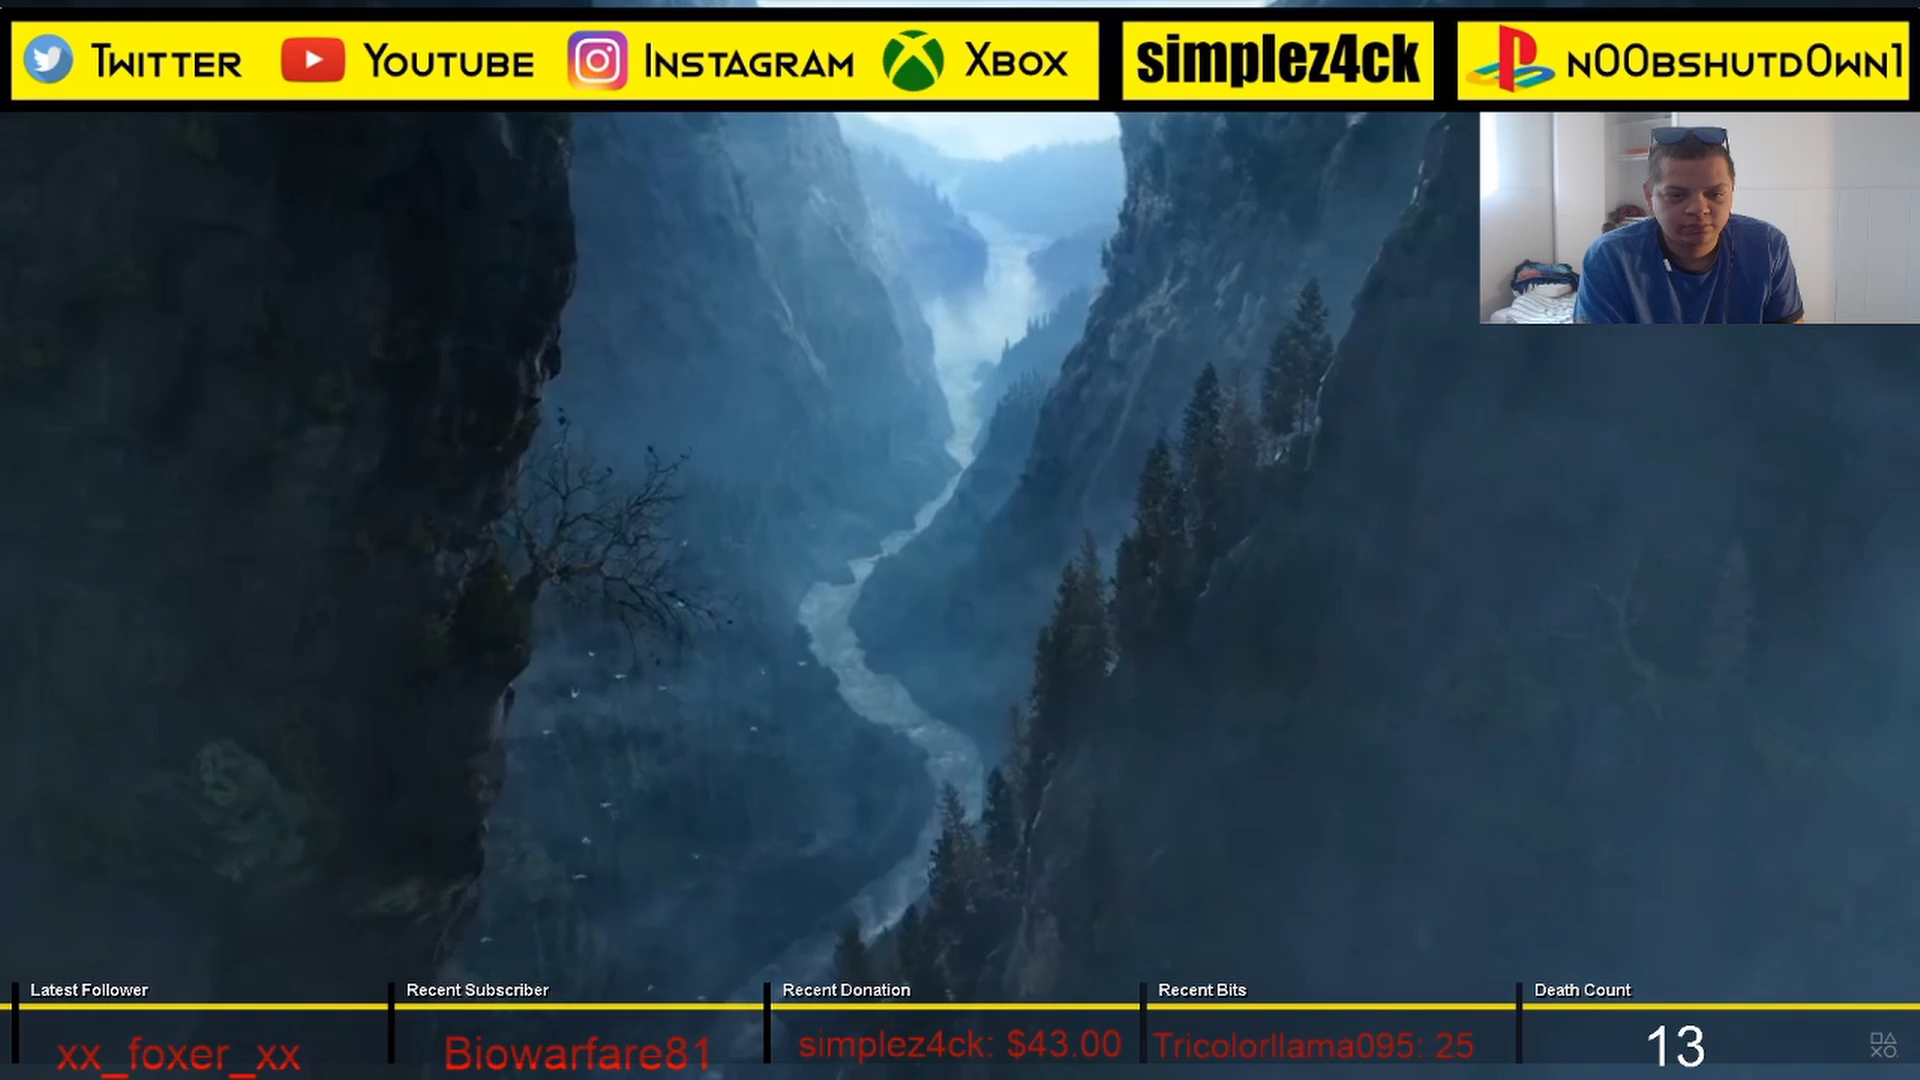 Twitter Youtube Instagram Xbox simplez4ck n00bshutd0wn1
Latest Follower Recent Subscriber Recent Donation Recent Bits Death Count
xx_foxer_xx Biowarfare81 simplez4ck: $43.00 Tricolorllama095: 25 13